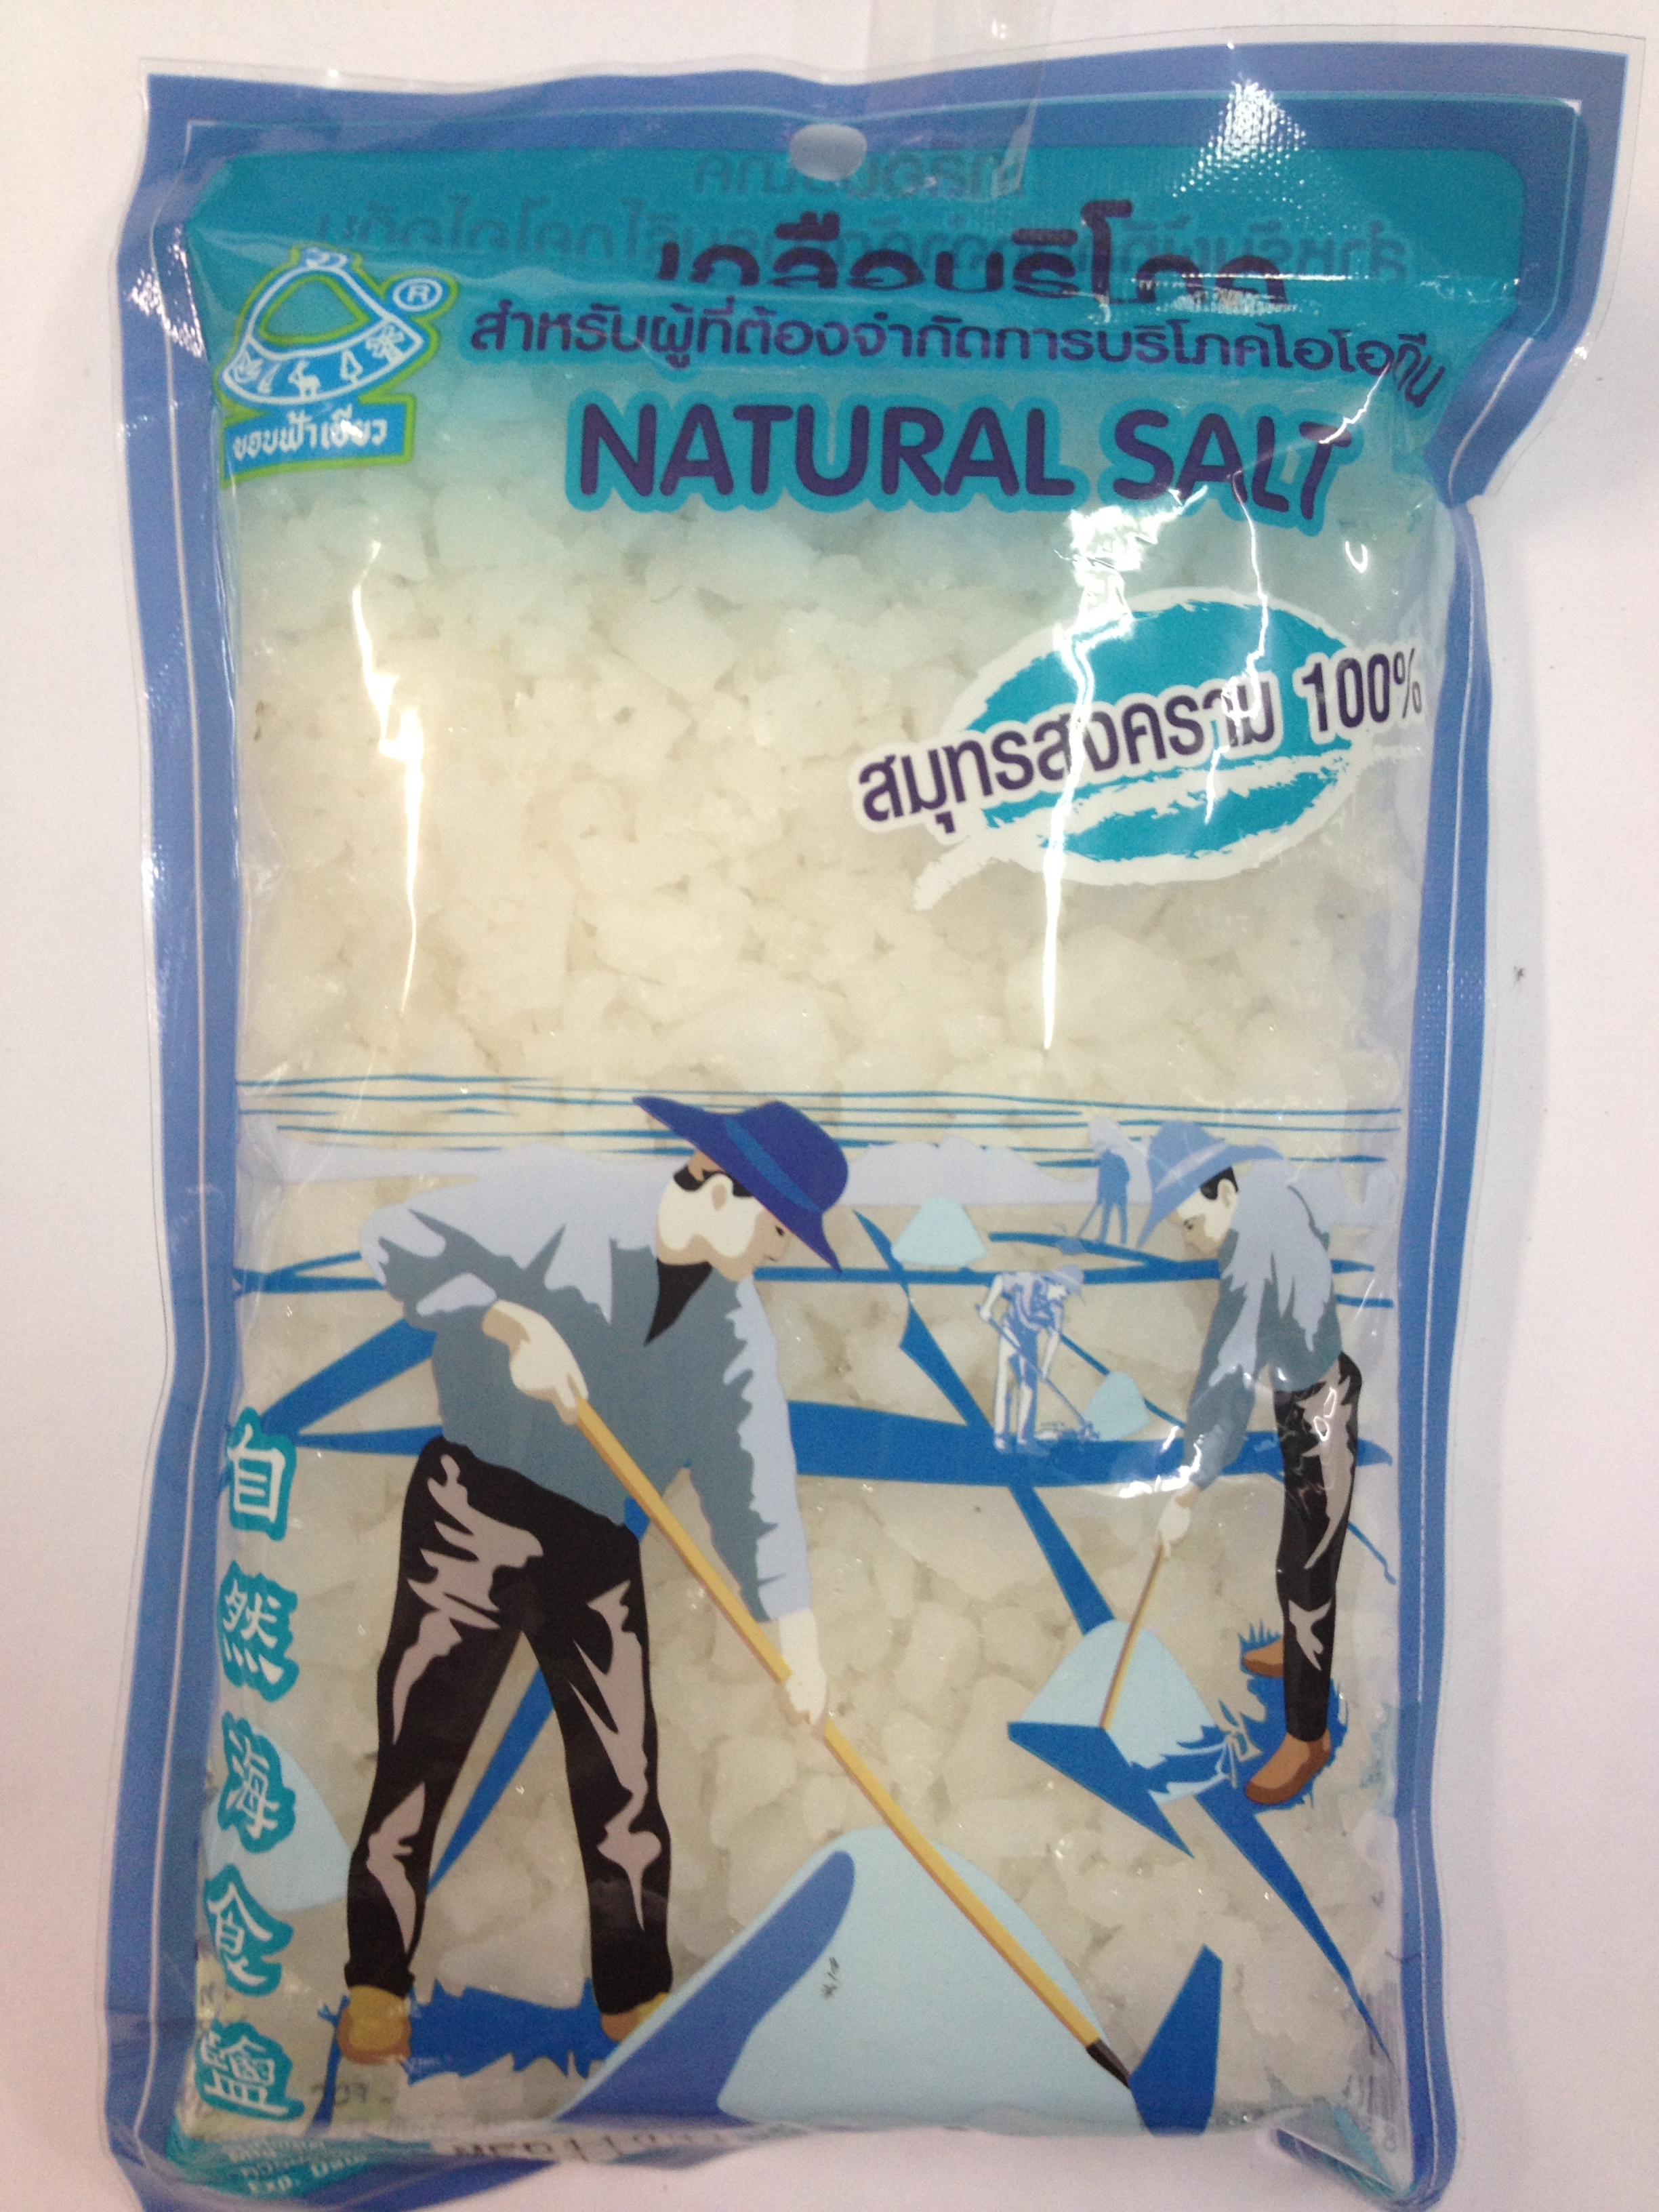 เกลือบริโภค
สำหรับผู้ที่ต้องจำกัดการบริโภคไอโอดีน
®
ขอบฟ้าเขียว
NATURAL SALT
สมุทรสงคราม 100%
自然海食鹽
Exp. Date